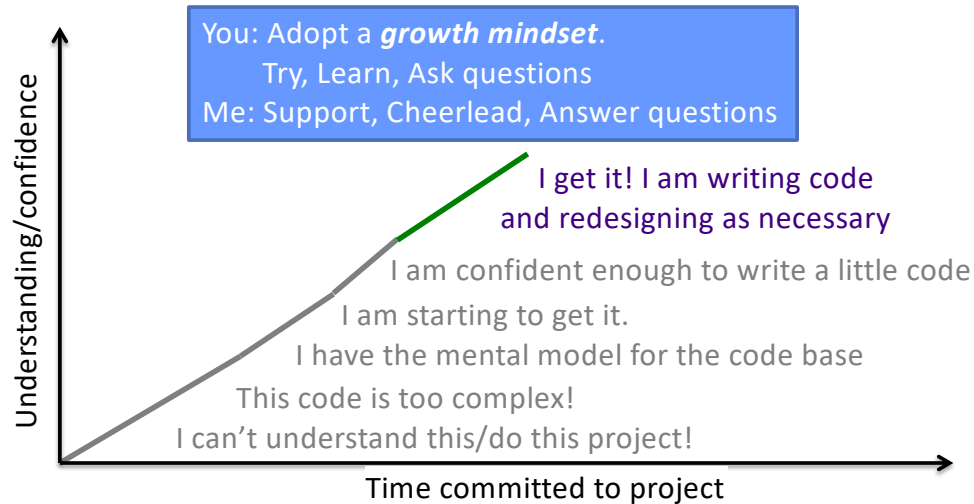 You: Adopt a growth mindset.
Try, Learn, Ask questions
Me: Support, Cheerlead, Answer questions
Understanding/confidence
I get it! I am writing code
and redesigning as necessary
I am confident enough to write a little code
I am starting to get it.
I have the mental model for the code base
This code is too complex!
I can’t understand this/do this project!
Time committed to project